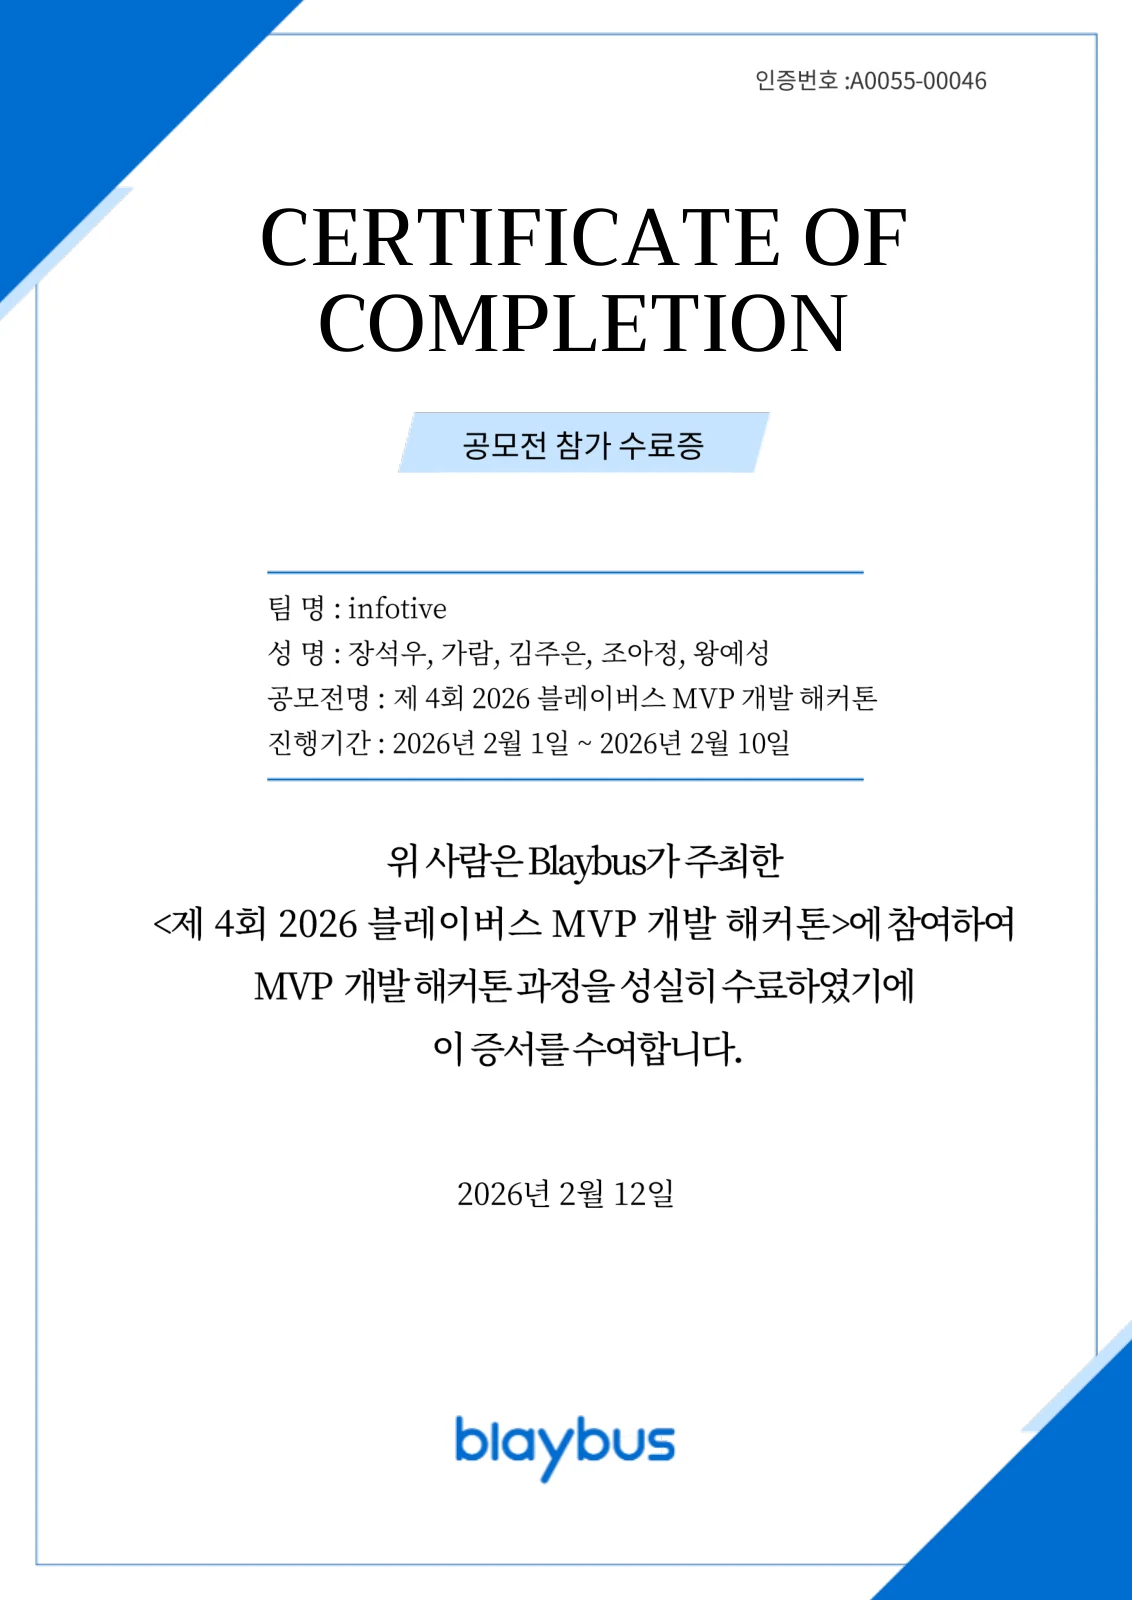 인증번호 :A0055-00046
CERTIFICATE OF
COMPLETION
공모전 참가 수료증
팀 명 : infotive
성 명 : 장석우, 가람, 김주은, 조아정, 왕예성
공모전명 : 제 4회 2026 블레이버스 MVP 개발 해커톤
진행기간 : 2026년 2월 1일 ~ 2026년 2월 10일
위 사람은 Blaybus가 주최한
<제 4회 2026 블레이버스 MVP 개발 해커톤>에 참여하여
MVP 개발 해커톤 과정을 성실히 수료하였기에
이 증서를 수여합니다.
2026년 2월 12일
blaybus